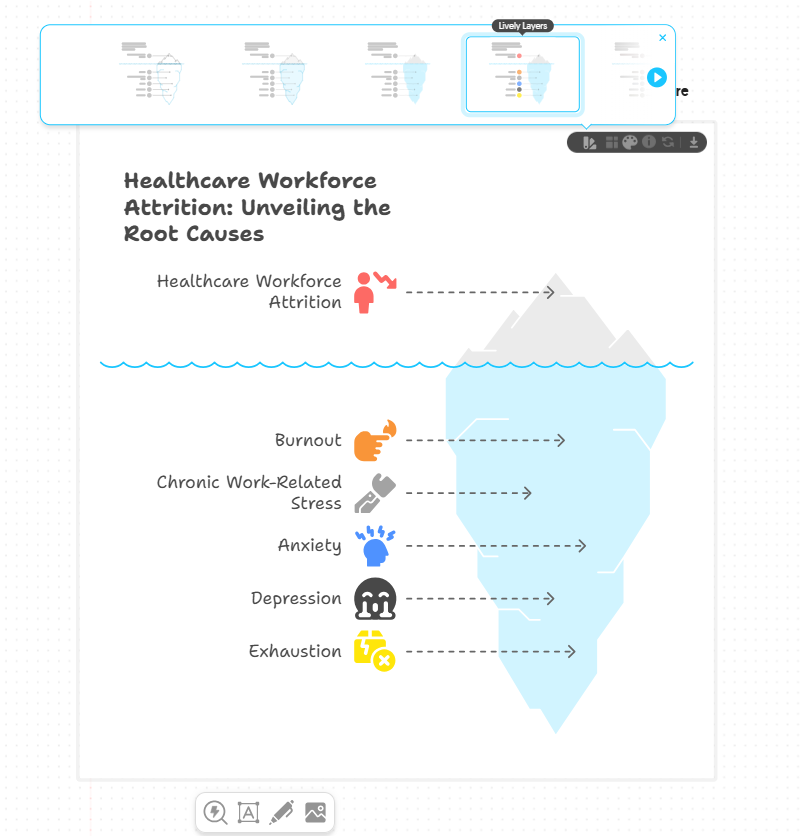 Lively Layers
re
Healthcare Workforce
Attrition: Unveiling the
Root Causes
Healthcare Workforce
Attrition
Burnout
Chronic Work-Related
Stress
Anxiety
Depression
Exhaustion
A